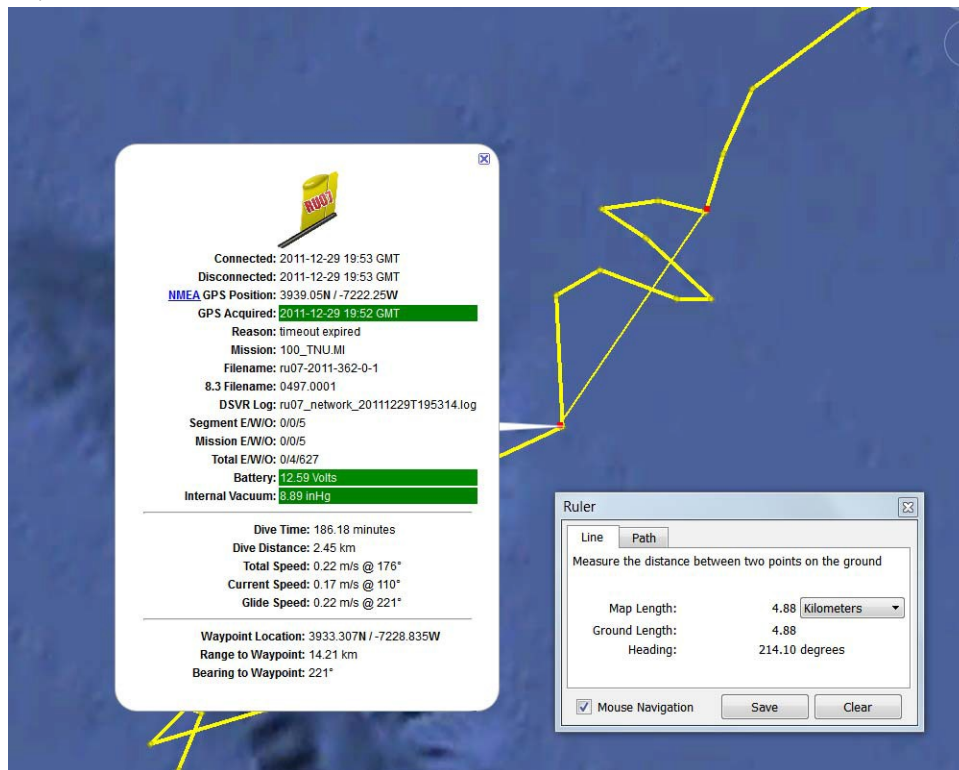 RU07
Connected: 2011-12-29 19:53 GMT
Disconnected: 2011-12-29 19:53 GMT
NMEA GPS Position: 3939.05N / -7222.25W
GPS Acquired: 2011-12-29 19:52 GMT
Reason: timeout expired
Mission: 100_TNU.MI
Filename: ru07-2011-362-0-1
8.3 Filename: 0497.0001
DSVR Log: ru07_network_20111229T195314.log
Segment E/W/O: 0/0/5
Mission E/W/O: 0/0/5
Total E/W/O: 0/4/627
Battery: 12.59 Volts
Internal Vacuum: 8.89 inHg
Dive Time: 186.18 minutes
Dive Distance: 2.45 km
Total Speed: 0.22 m/s @ 176°
Current Speed: 0.17 m/s @ 110°
Glide Speed: 0.22 m/s @ 221°
Waypoint Location: 3933.307N / -7228.835W
Range to Waypoint: 14.21 km
Bearing to Waypoint: 221°
Ruler
Line Path
Measure the distance between two points on the ground
Map Length: 4.88 Kilometers
Ground Length: 4.88
Heading: 214.10 degrees
Mouse Navigation Save Clear